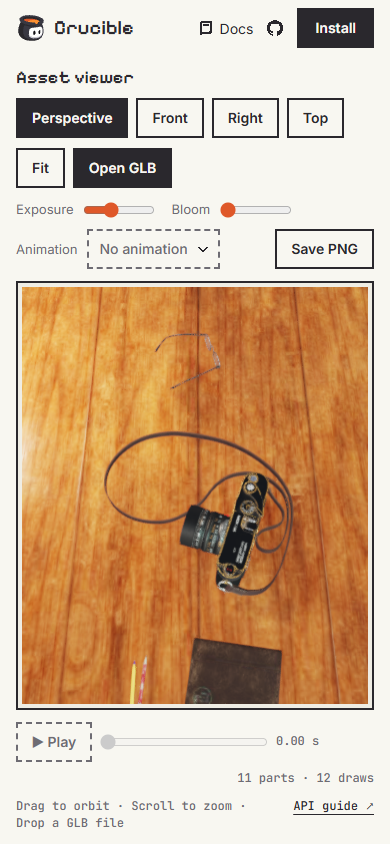 Crucible
Docs
Install
Asset viewer
Perspective
Front
Right
Top
Fit
Open GLB
Exposure
Bloom
Animation
No animation
Save PNG
Play
0.00 s
11 parts · 12 draws
Drag to orbit · Scroll to zoom ·
Drop a GLB file
API guide ↗